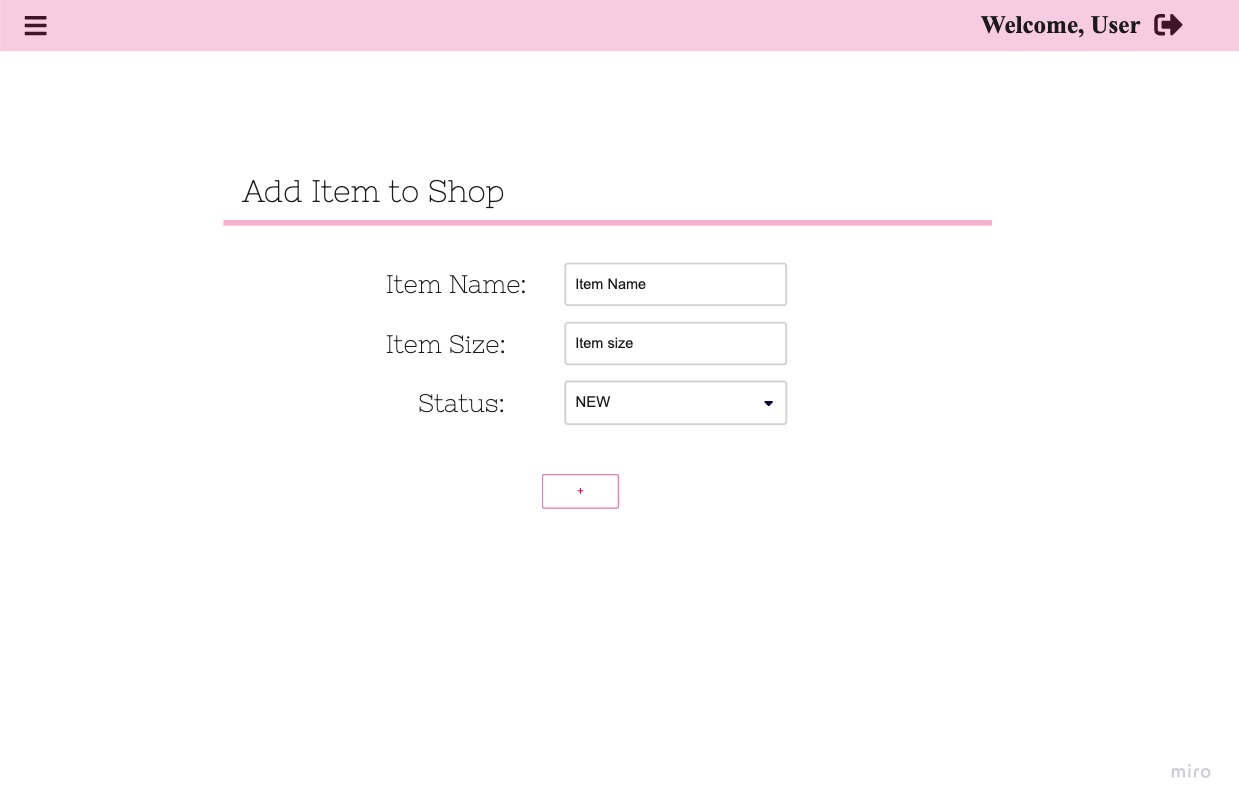 Welcome, User
Add Item to Shop
Item Name: Item Name
Item Size: Item size
Status: NEW
+
miro